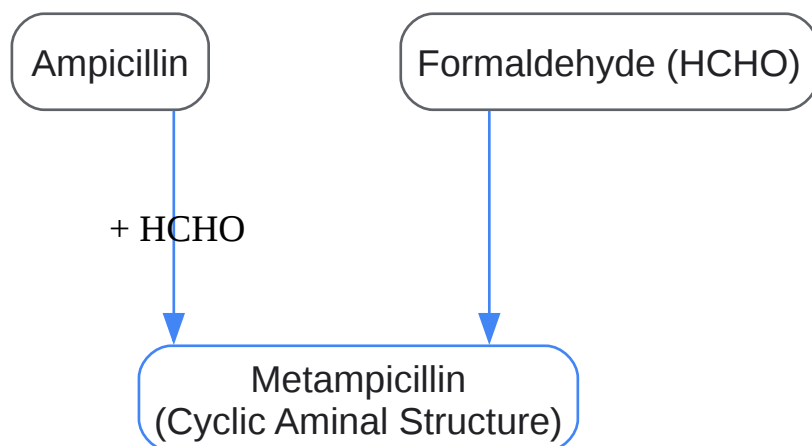 Ampicillin
Formaldehyde (HCHO)
+ HCHO
Metampicillin
(Cyclic Aminal Structure)